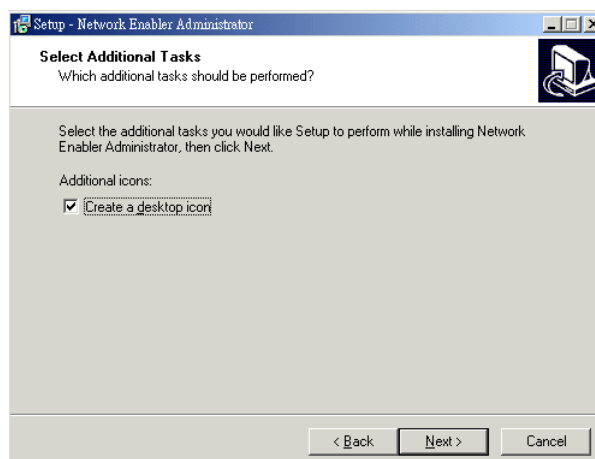 Setup - Network Enabler Administrator
Select Additional Tasks
Which additional tasks should be performed?
Select the additional tasks you would like Setup to perform while installing Network
Enabler Administrator, then click Next.
Additional icons:
Create a desktop icon
< Back Next > Cancel